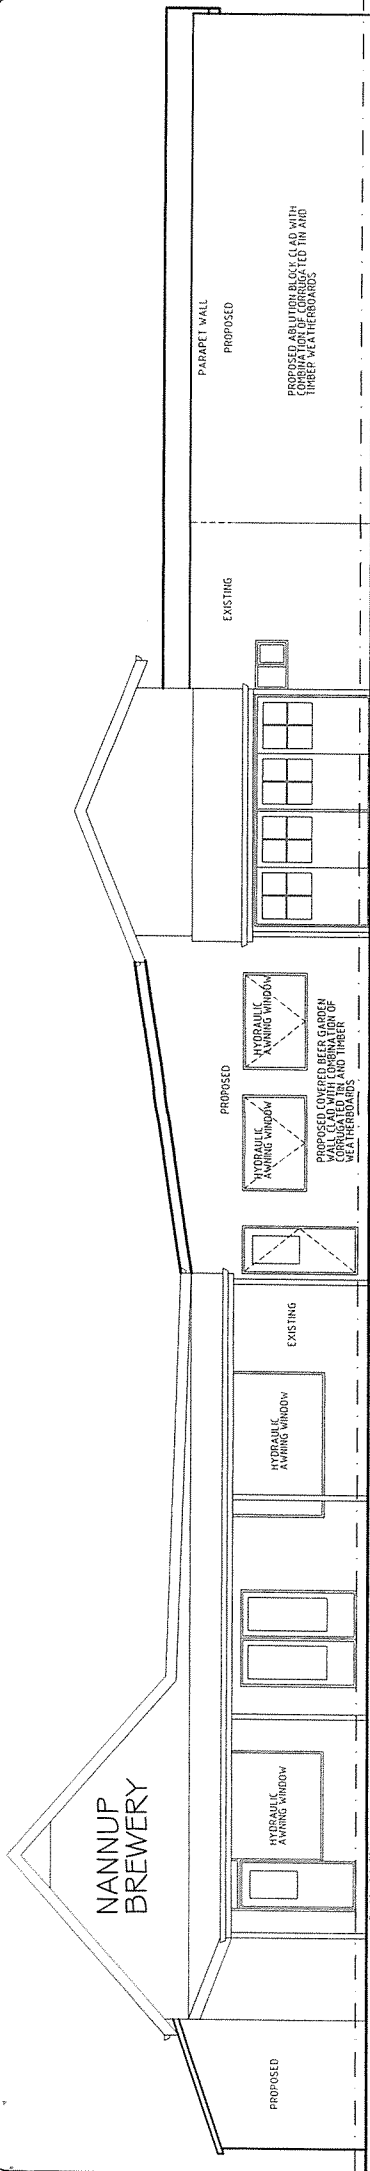 NANNUP
BREWERY
PROPOSED
HYDRAULIC
AWNING WINDOW
HYDRAULIC
AWNING WINDOW
EXISTING
PROPOSED
HYDRAULIC
AWNING WINDOW
HYDRAULIC
AWNING WINDOW
PROPOSED COVERED BEER GARDEN
WALL CLAD WITH COMBINATION OF
CORRUGATED TIN AND TIMBER
WEATHERBOARDS
EXISTING
PARAPET WALL
PROPOSED
PROPOSED ABLUTION BLOCK CLAD WITH
COMBINATION OF CORRUGATED TIN AND
TIMBER WEATHERBOARDS